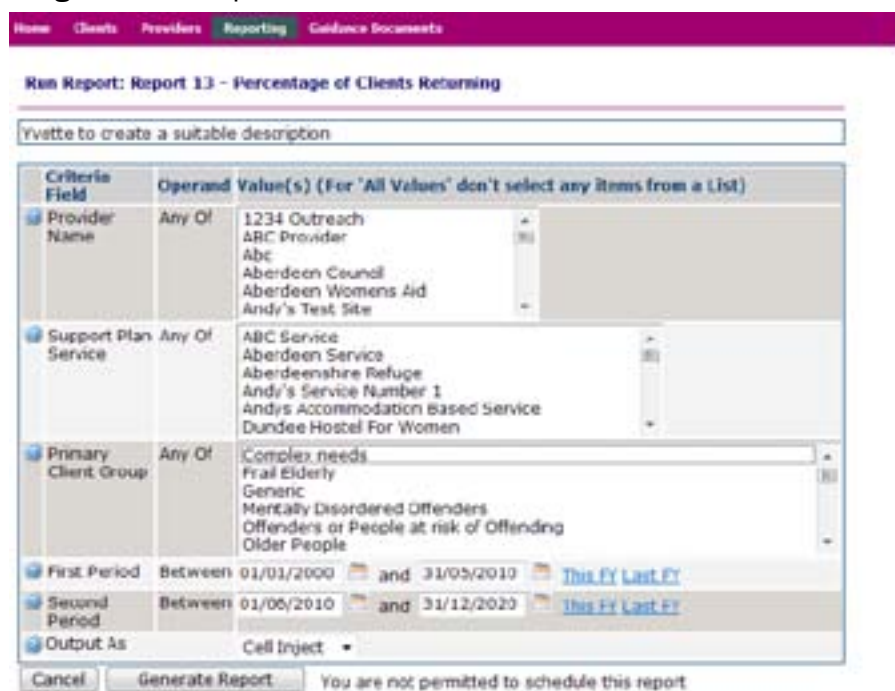 Home Clients Providers Reporting Guidance Documents
Run Report: Report 13 - Percentage of Clients Returning
Yvette to create a suitable description
Criteria Field Operand Value(s) (For 'All Values' don't select any items from a List)
Provider Name Any Of
1234 Outreach
ABC Provider
Abc
Aberdeen Council
Aberdeen Womens Aid
Andy's Test Site
Support Plan Service Any Of
ABC Service
Aberdeen Service
Aberdeenshire Refuge
Andy's Service Number 1
Andys Accommodation Based Service
Dundee Hostel For Women
Primary Client Group Any Of
Complex needs
Frail Elderly
Generic
Mentally Disordered Offenders
Offenders or People at risk of Offending
Older People
First Period Between 01/01/2000 and 31/05/2010 This FY Last FY
Second Period Between 01/06/2010 and 31/12/2020 This FY Last FY
Output As Cell Inject
Cancel Generate Report You are not permitted to schedule this report